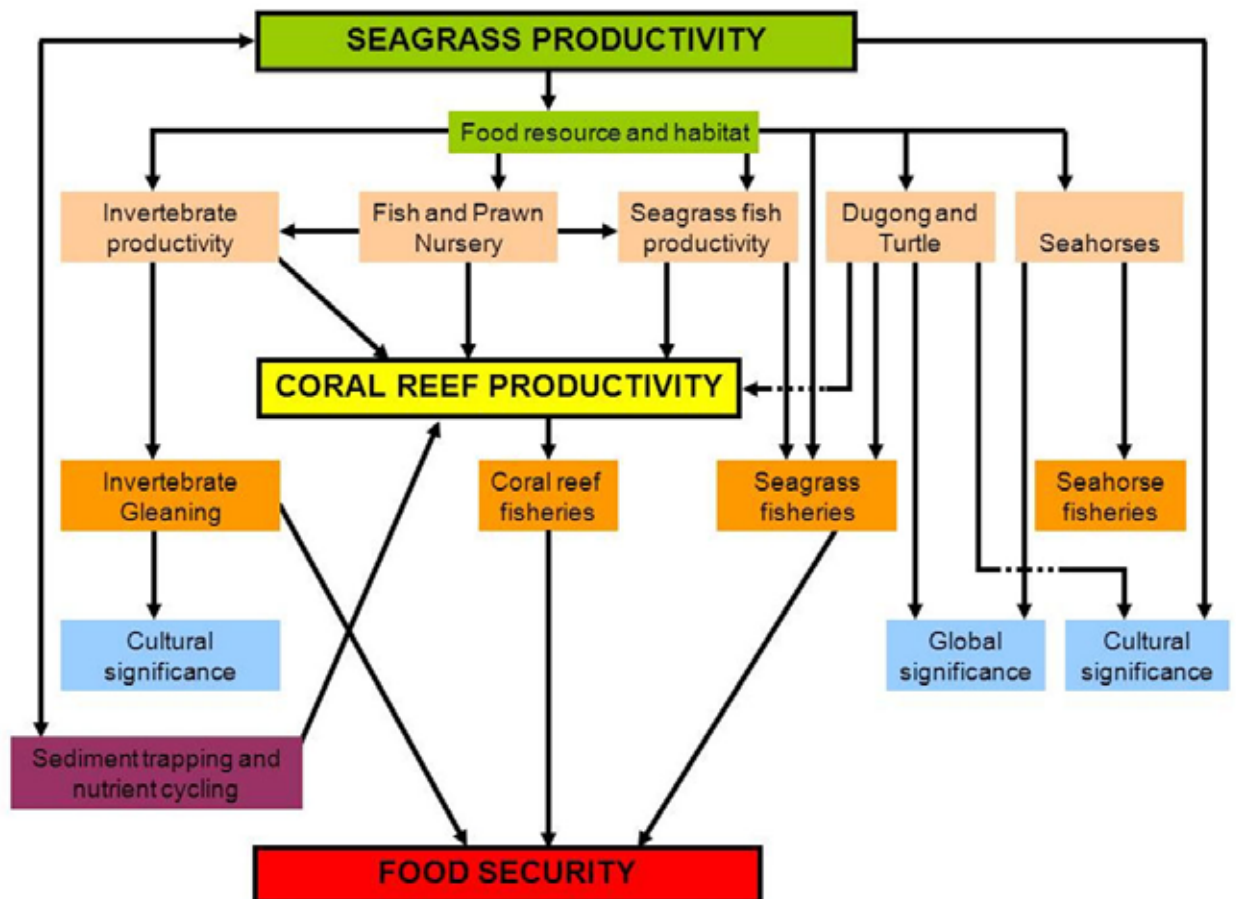 SEAGRASS PRODUCTIVITY
Food resource and habitat
Invertebrate
productivity
Fish and Prawn
Nursery
Seagrass fish
productivity
Dugong and
Turtle
Seahorses
CORAL REEF PRODUCTIVITY
Invertebrate
Gleaning
Coral reef
fisheries
Seagrass
fisheries
Seahorse
fisheries
Cultural
significance
Global
significance
Cultural
significance
Sediment trapping and
nutrient cycling
FOOD SECURITY